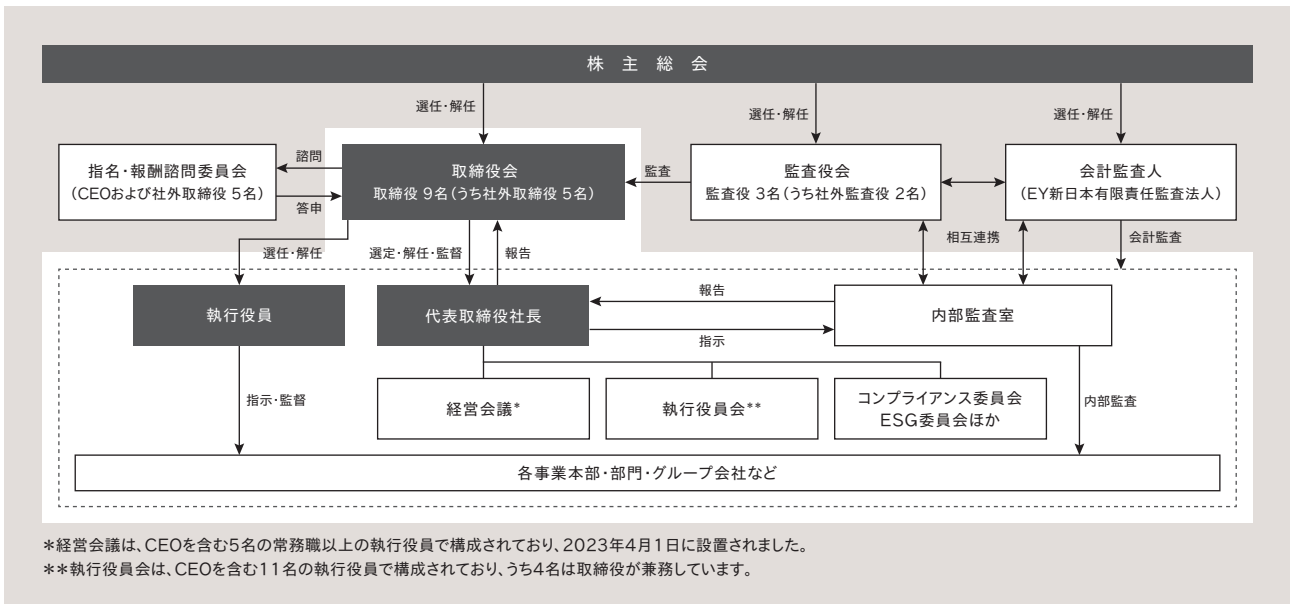 株主総会
選任・解任
選任・解任
選任・解任
指名・報酬諮問委員会
（CEOおよび社外取締役 5名）
諮問
答申
取締役会
取締役 9名（うち社外取締役 5名）
監査
監査役会
監査役 3名（うち社外監査役 2名）
会計監査人
（EY新日本有限責任監査法人）
選任・解任
選定・解任・監督
報告
相互連携
会計監査
執行役員
代表取締役社長
報告
指示
内部監査室
指示・監督
経営会議*
執行役員会**
コンプライアンス委員会
ESG委員会ほか
内部監査
各事業本部・部門・グループ会社など
＊経営会議は、CEOを含む5名の常務職以上の執行役員で構成されており、2023年4月1日に設置されました。
＊＊執行役員会は、CEOを含む11名の執行役員で構成されており、うち4名は取締役が兼務しています。